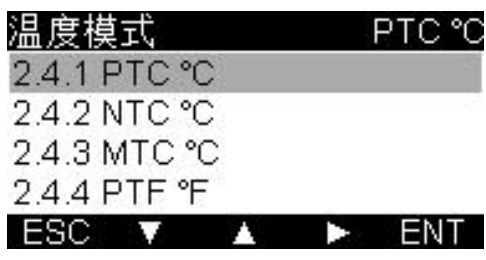 温度模式 PTC ℃
2.4.1 PTC ℃
2.4.2 NTC ℃
2.4.3 MTC ℃
2.4.4 PTF ℉
ESC ▼ ▲ ► ENT